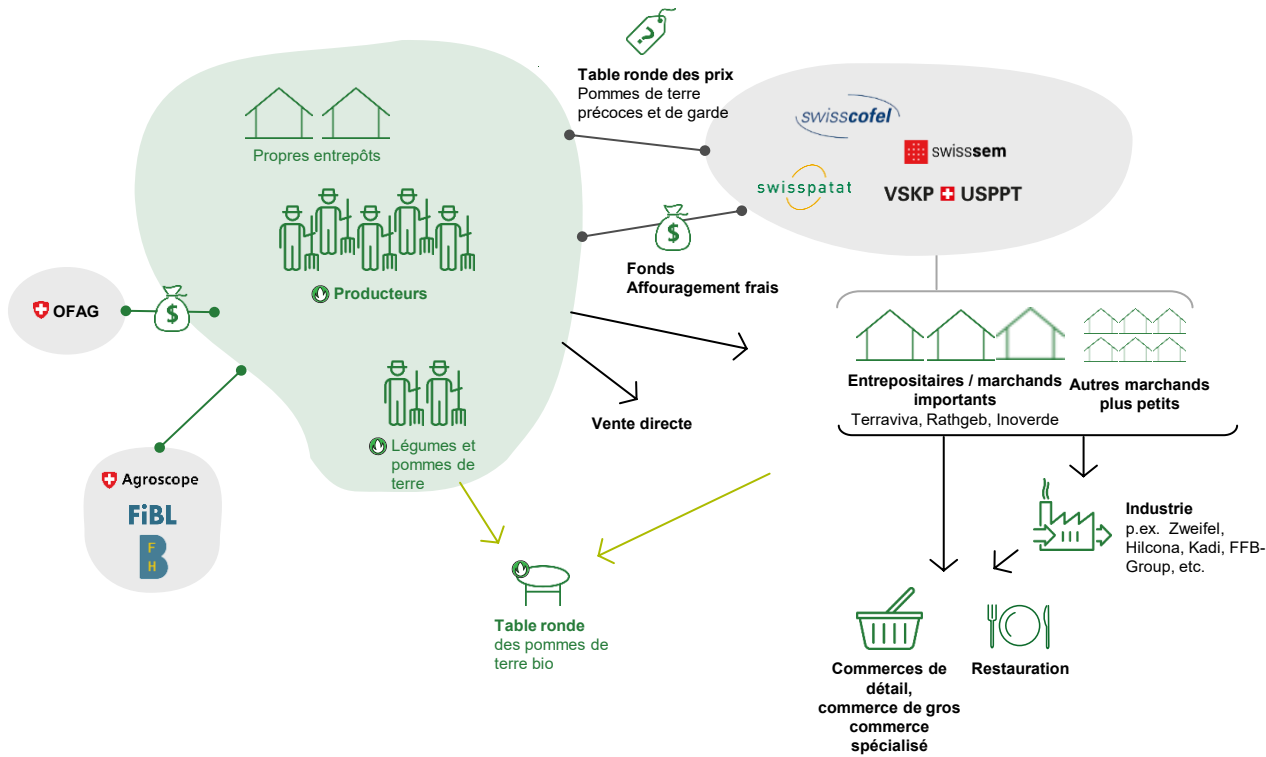 ?
Table ronde des prix
Pommes de terre
précoces et de garde
swisscofel
swisssem
swisspatat
VSKP USPPT
Propres entrepôts
Producteurs
$
Fonds
Affouragement frais
OFAG
$
Entrepositaires / marchands
importants
Terraviva, Rathgeb, Inoverde
Autres marchands
plus petits
Vente directe
Légumes et
pommes de
terre
Agroscope
FiBL
B
F
H
Industrie
p.ex. Zweifel,
Hilcona, Kadi, FFB-
Group, etc.
Table ronde
des pommes de
terre bio
Commerces de
détail,
commerce de gros
commerce
spécialisé
Restauration